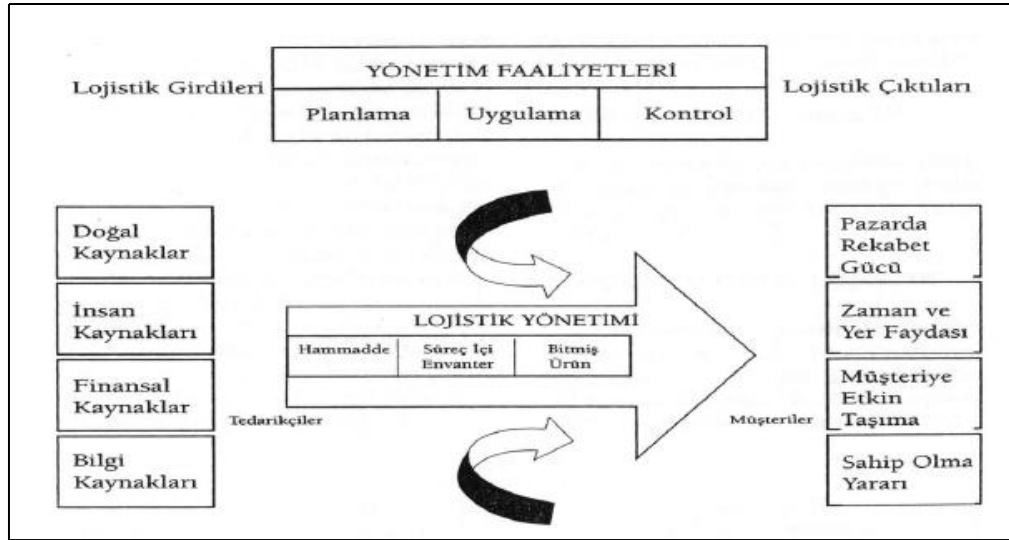 Lojistik Girdileri
YÖNETİM FAALİYETLERİ
Planlama
Uygulama
Kontrol
Lojistik Çıktıları
Doğal
Kaynaklar
İnsan
Kaynakları
Finansal
Kaynaklar
Bilgi
Kaynakları
Tedarikçiler
LOJİSTİK YÖNETİMİ
Hammadde
Süreç İçi
Envanter
Bitmiş
Ürün
Müşteriler
Pazarda
Rekabet
Gücü
Zaman ve
Yer Faydası
Müşteriye
Etkin
Taşıma
Sahip Olma
Yararı